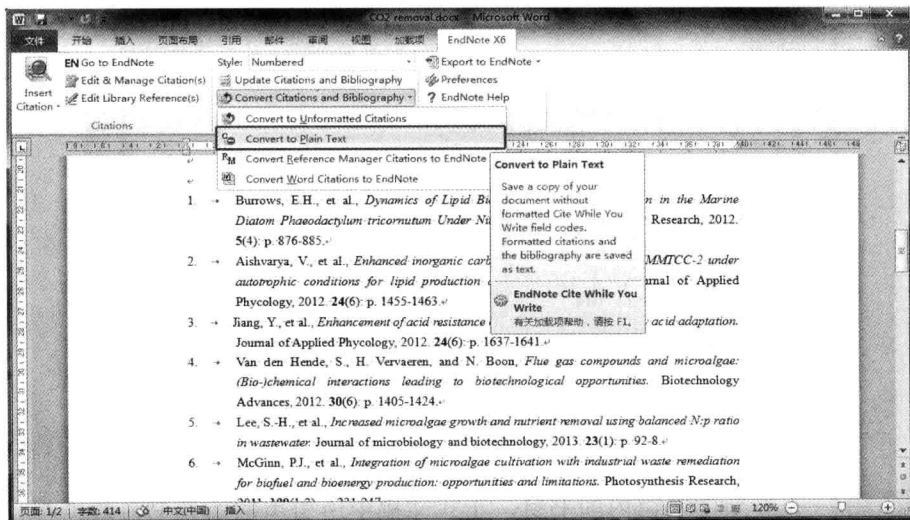 CO2 removal.docx - Microsoft Word
文件 开始 插入 页面布局 引用 邮件 审阅 视图 加载项 EndNote X6
EN Go to EndNote
Style: Numbered
Export to EndNote
Insert Citation
Edit & Manage Citation(s)
Update Citations and Bibliography
Preferences
Edit Library Reference(s)
Convert Citations and Bibliography
? EndNote Help
Citations
Convert to Unformatted Citations
Convert to Plain Text
Convert Reference Manager Citations to EndNote
Convert Word Citations to EndNote
Convert to Plain Text
Save a copy of your
document without
formatted Cite While You
Write field codes.
Formatted citations and
the bibliography are saved
as text.
EndNote Cite While You
Write
有关加载项帮助，请按 F1。
1. Burrows, E.H., et al., Dynamics of Lipid Bi n in the Marine
Diatom Phaeodactylum tricornutum Under Ni Research, 2012.
5(4): p. 876-885.
2. Aishvarya, V., et al., Enhanced inorganic carb MMTCC-2 under
autotrophic conditions for lipid production rnal of Applied
Phycology, 2012. 24(6): p. 1455-1463.
3. Jiang, Y., et al., Enhancement of acid resistance acid adaptation.
Journal of Applied Phycology, 2012. 24(6): p. 1637-1641.
4. Van den Hende, S., H. Vervaeren, and N. Boon, Flue gas compounds and microalgae:
(Bio-)chemical interactions leading to biotechnological opportunities. Biotechnology
Advances, 2012. 30(6): p. 1405-1424.
5. Lee, S.-H., et al., Increased microalgae growth and nutrient removal using balanced N:p ratio
in wastewater. Journal of microbiology and biotechnology, 2013. 23(1): p. 92-8.
6. McGinn, P.J., et al., Integration of microalgae cultivation with industrial waste remediation
for biofuel and bioenergy production: opportunities and limitations. Photosynthesis Research,
页面: 1/2 字数: 414 中文(中国) 插入 120%